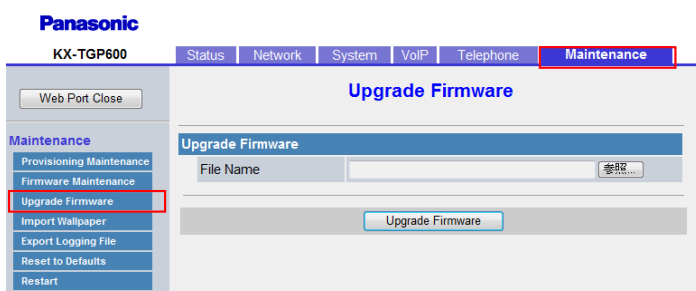 Panasonic
KX-TGP600
Status Network System VoIP Telephone Maintenance
Web Port Close
Upgrade Firmware
Maintenance
Provisioning Maintenance
Firmware Maintenance
Upgrade Firmware
Import Wallpaper
Export Logging File
Reset to Defaults
Restart
Upgrade Firmware
File Name 参照...
Upgrade Firmware